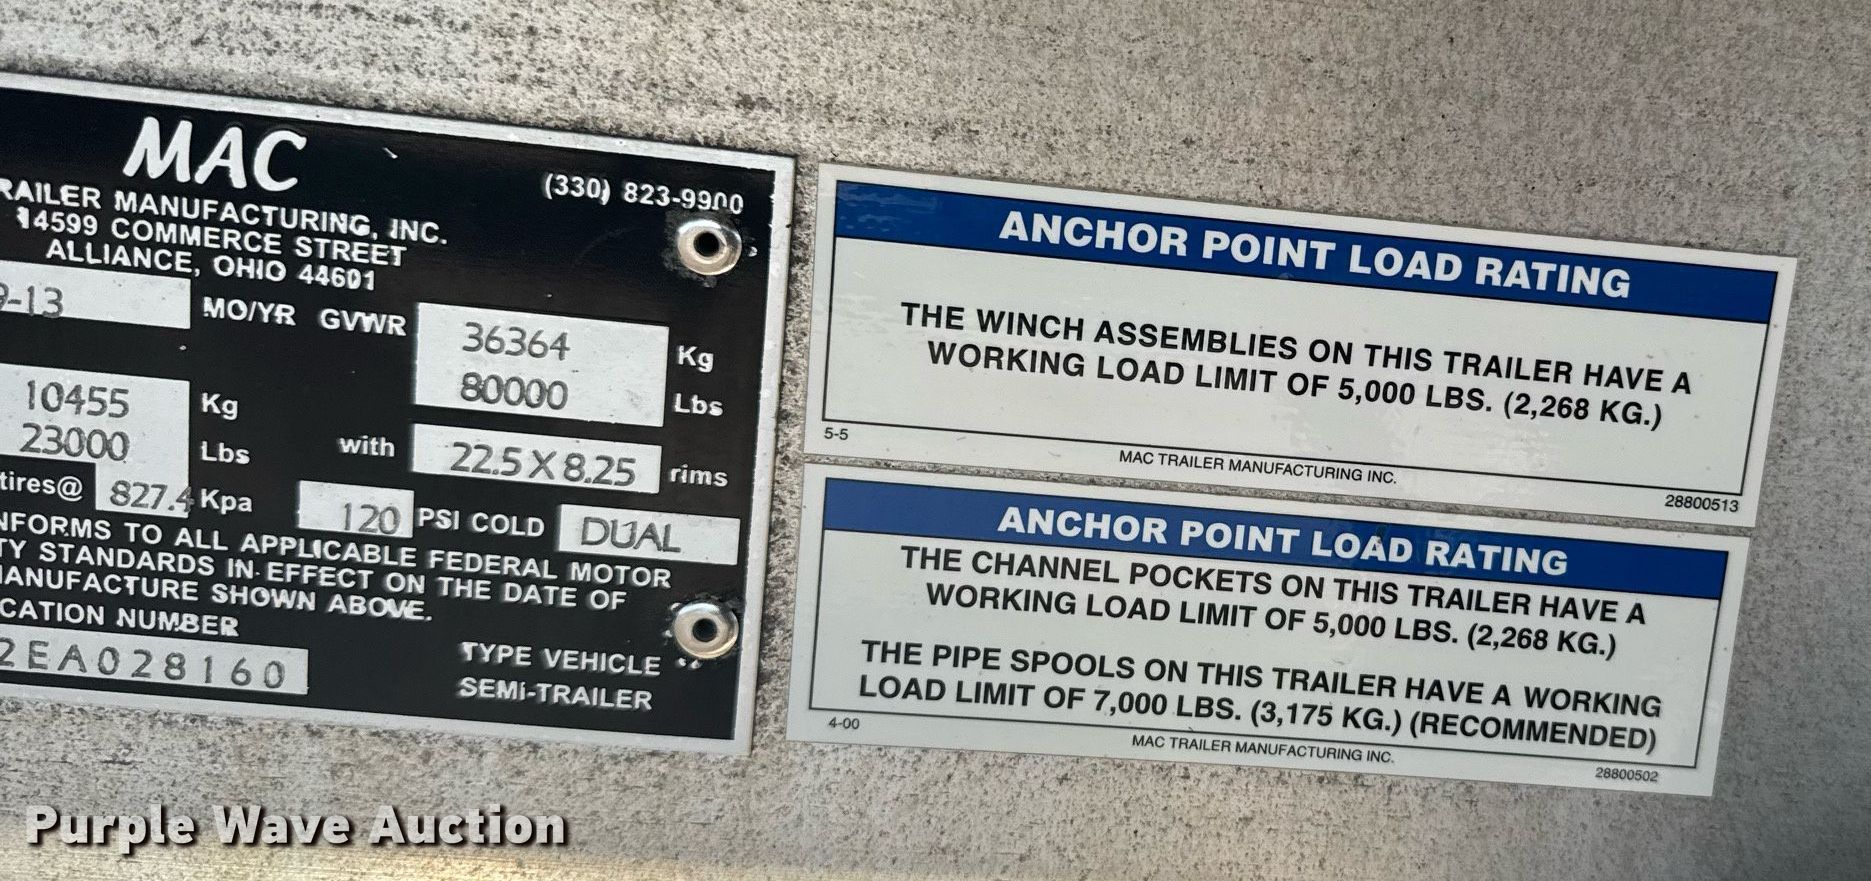 MAC
(330) 823-9900
RAILER MANUFACTURING, INC.
14599 COMMERCE STREET
ALLIANCE, OHIO 44601
9-13 MO/YR GVWR 36364 Kg
80000 Lbs
10455 Kg
23000 Lbs with 22.5 X 8.25 rims
tires@ 827.4 Kpa 120 PSI COLD DUAL
NFORMS TO ALL APPLICABLE FEDERAL MOTOR
TY STANDARDS IN EFFECT ON THE DATE OF
MANUFACTURE SHOWN ABOVE.
CATION NUMBER
2EA028160
TYPE VEHICLE
SEMI-TRAILER
ANCHOR POINT LOAD RATING
THE WINCH ASSEMBLIES ON THIS TRAILER HAVE A
WORKING LOAD LIMIT OF 5,000 LBS. (2,268 KG.)
5-5
MAC TRAILER MANUFACTURING INC.
28800513
ANCHOR POINT LOAD RATING
THE CHANNEL POCKETS ON THIS TRAILER HAVE A
WORKING LOAD LIMIT OF 5,000 LBS. (2,268 KG.)
THE PIPE SPOOLS ON THIS TRAILER HAVE A WORKING
LOAD LIMIT OF 7,000 LBS. (3,175 KG.) (RECOMMENDED)
4-00
MAC TRAILER MANUFACTURING INC.
28800502
Purple Wave Auction